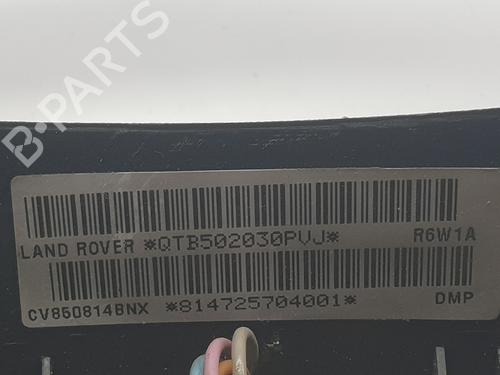 B-PARTS
LAND ROVER *QTB502030PVJ* R6W1A
CV850814BNX *814725704001* DMP